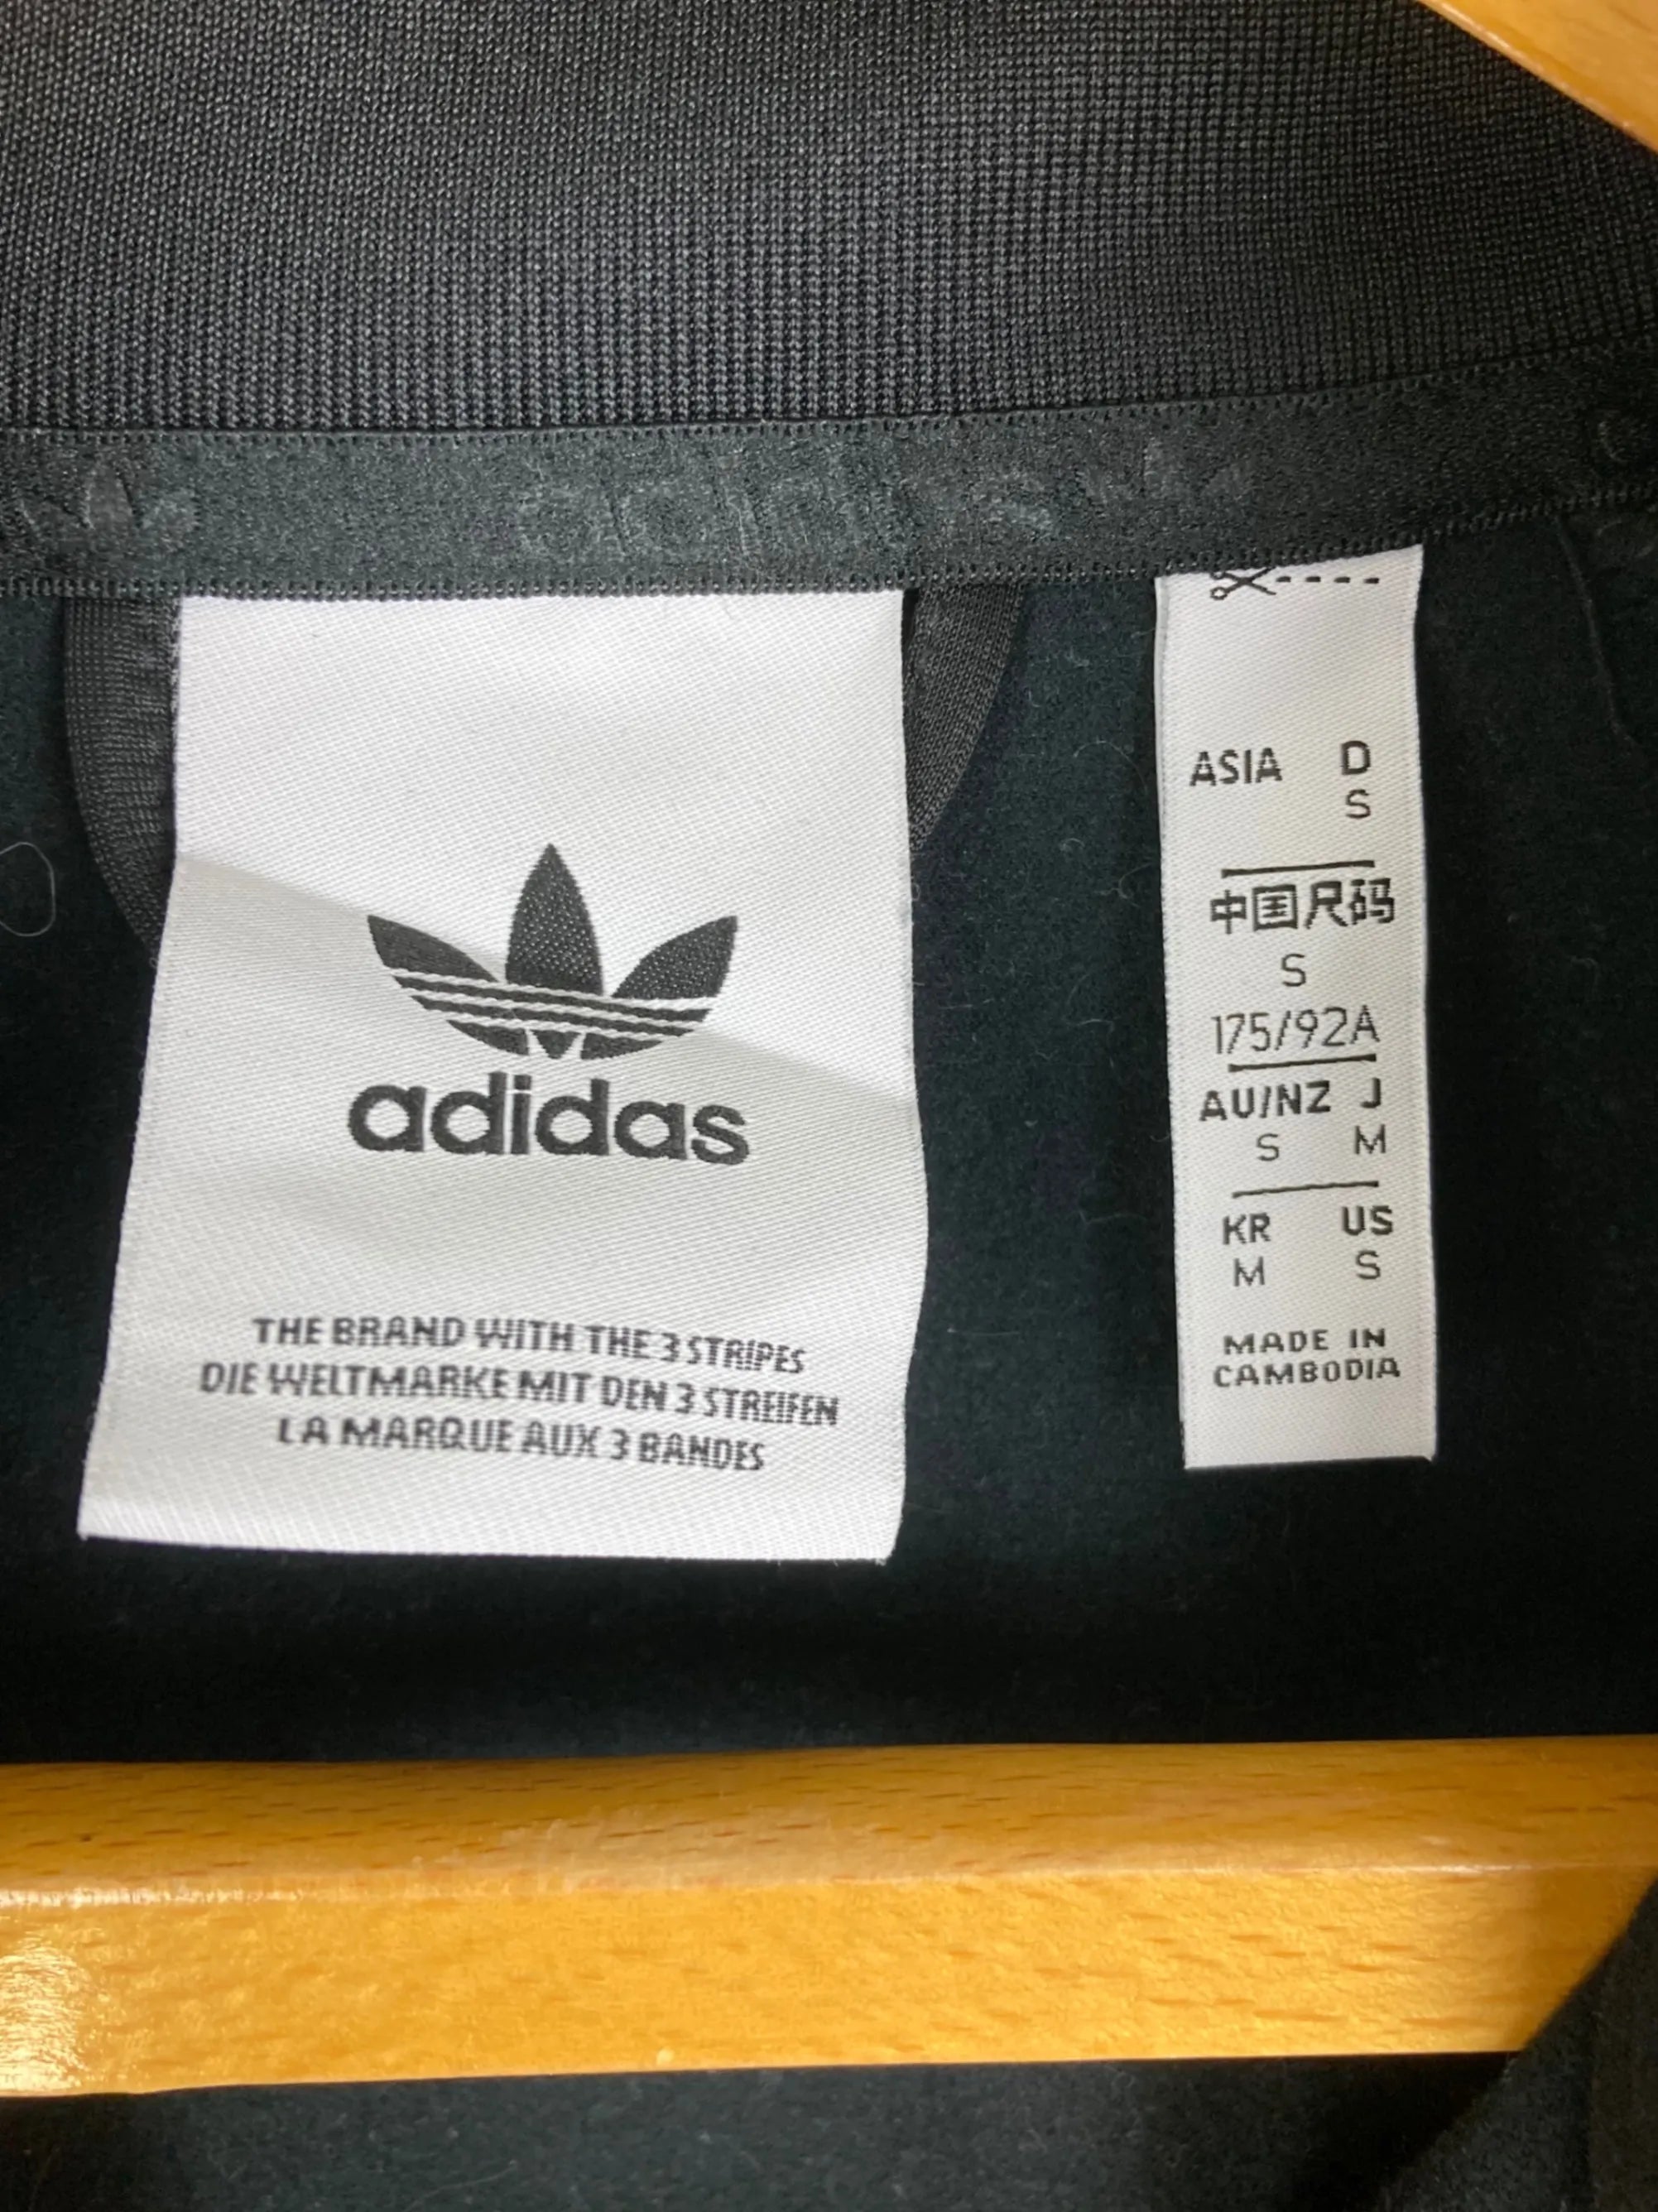 adidas
adidas
THE BRAND WITH THE 3 STRIPES
DIE WELTMARKE MIT DEN 3 STREIFEN
LA MARQUE AUX 3 BANDES
ASIA D
S
中国尺码
S
175/92A
AU/NZ J
S M
KR US
M S
MADE IN
CAMBODIA